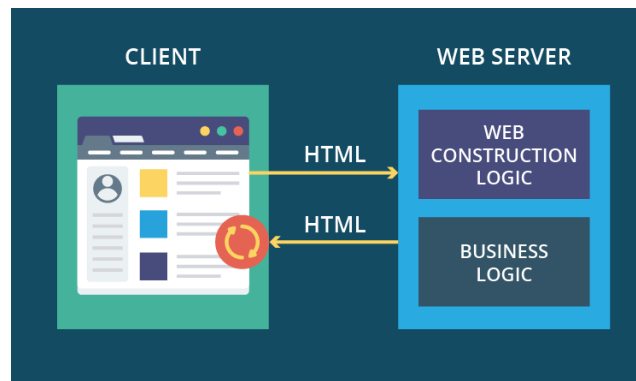 CLIENT
WEB SERVER
HTML
WEB
CONSTRUCTION
LOGIC
HTML
BUSINESS
LOGIC